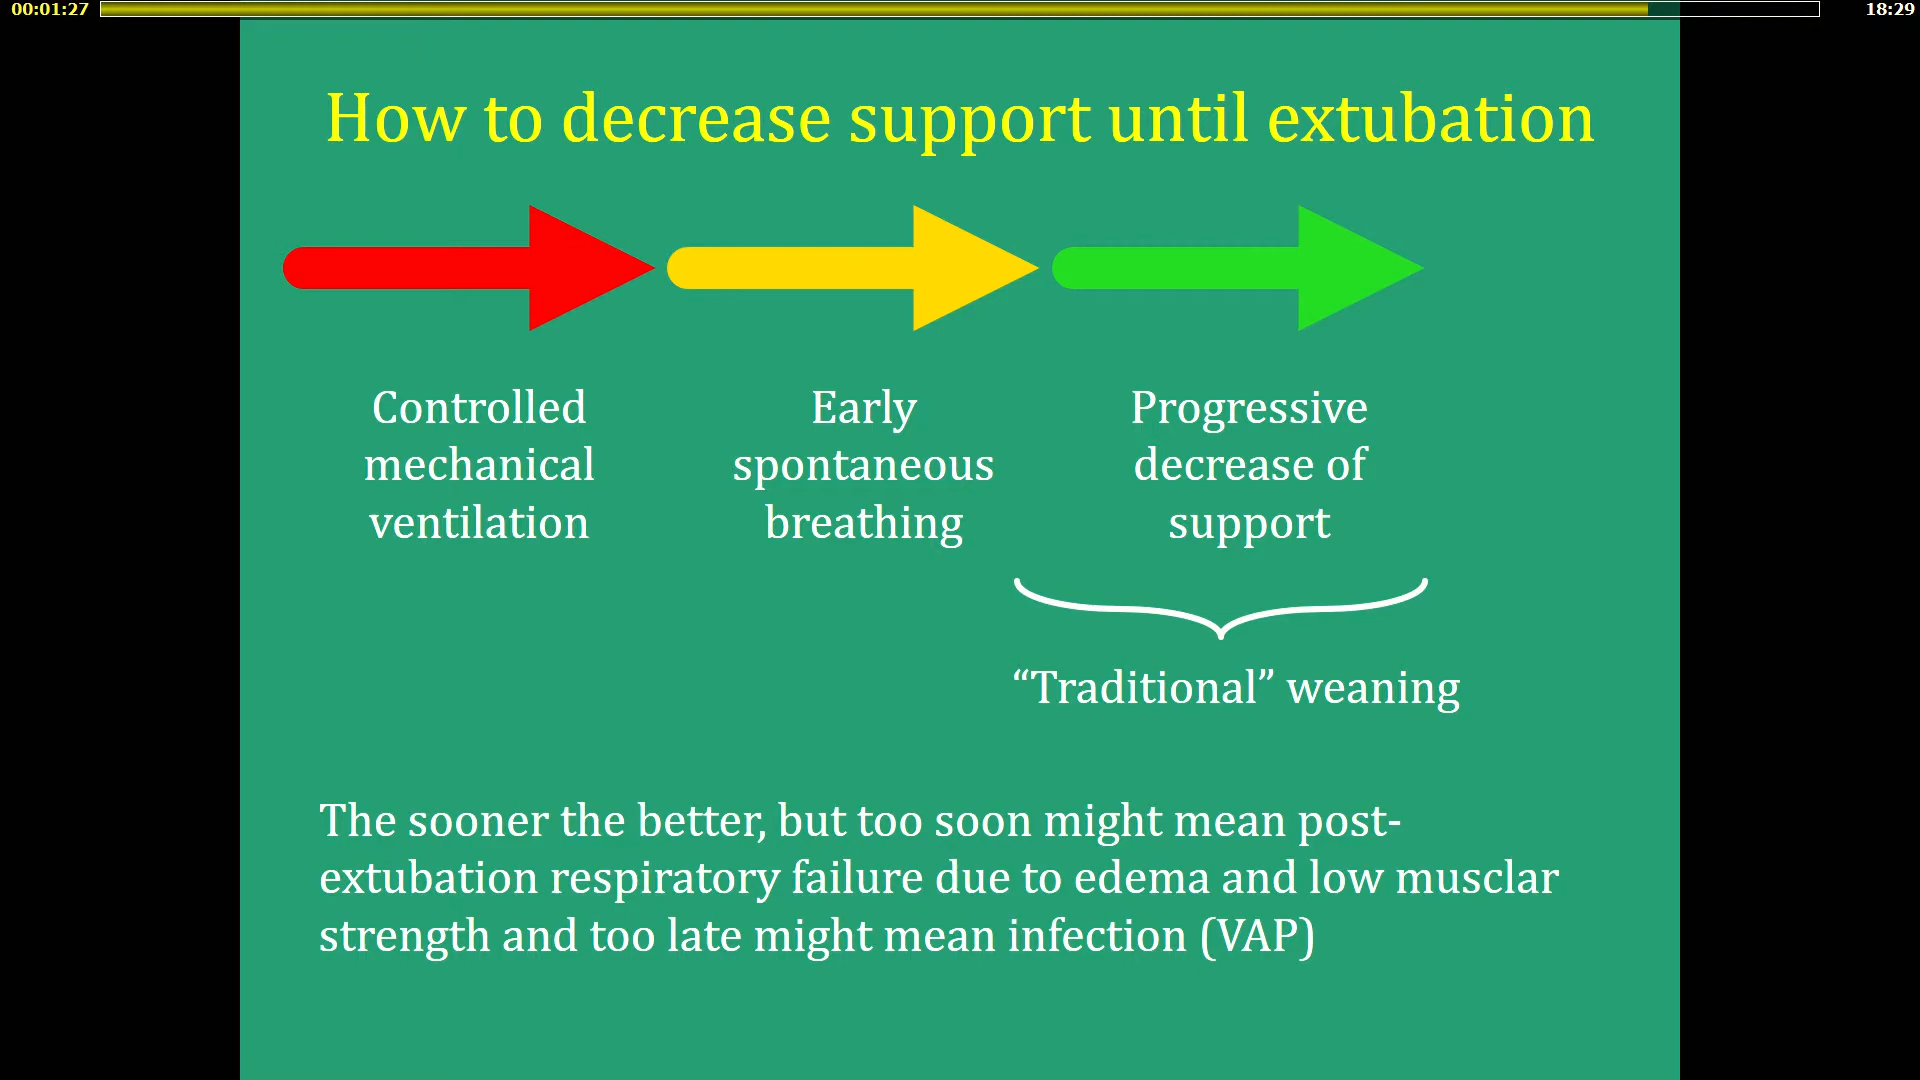 00:01:27
18:29
How to decrease support until extubation
Controlled
mechanical
ventilation
Early
spontaneous
breathing
Progressive
decrease of
support
“Traditional” weaning
The sooner the better, but too soon might mean post-
extubation respiratory failure due to edema and low musclar
strength and too late might mean infection (VAP)